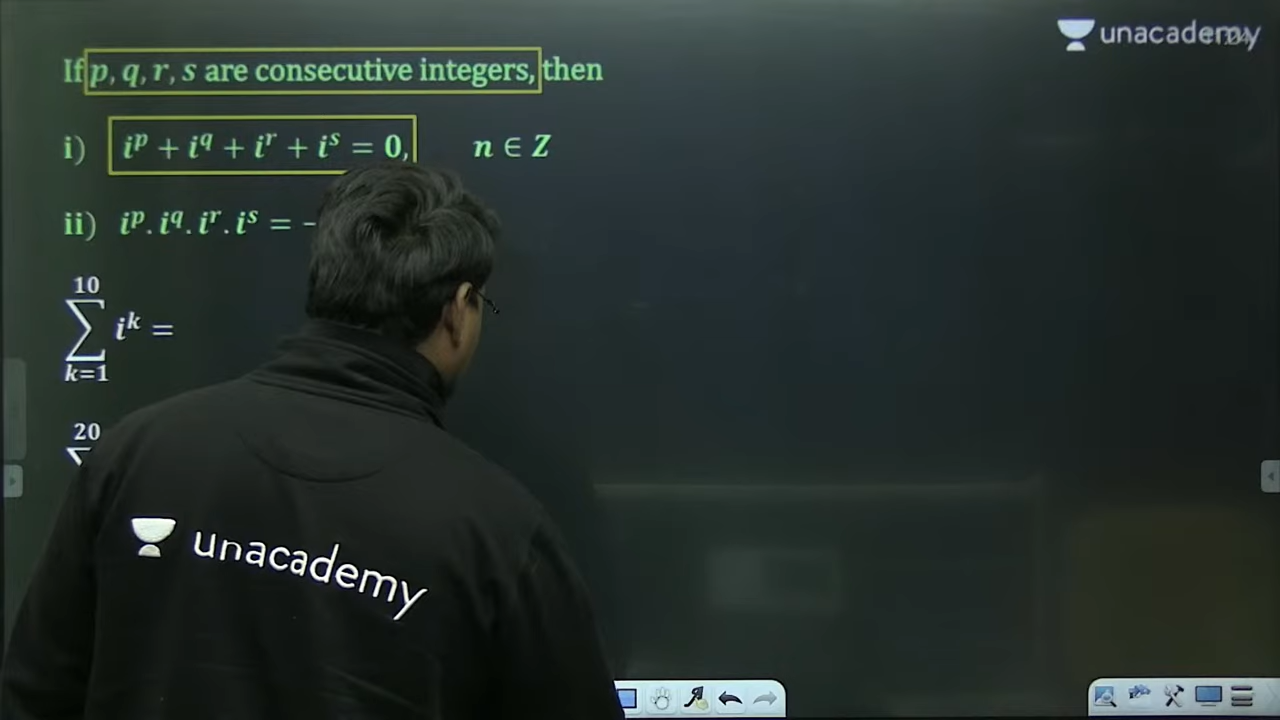 unacademy
If p, q, r, s are consecutive integers, then
i) i^p + i^q + i^r + i^s = 0, n ∈ Z
ii) i^p . i^q . i^r . i^s = −
10
∑ i^k =
k=1
20
∑
unacademy